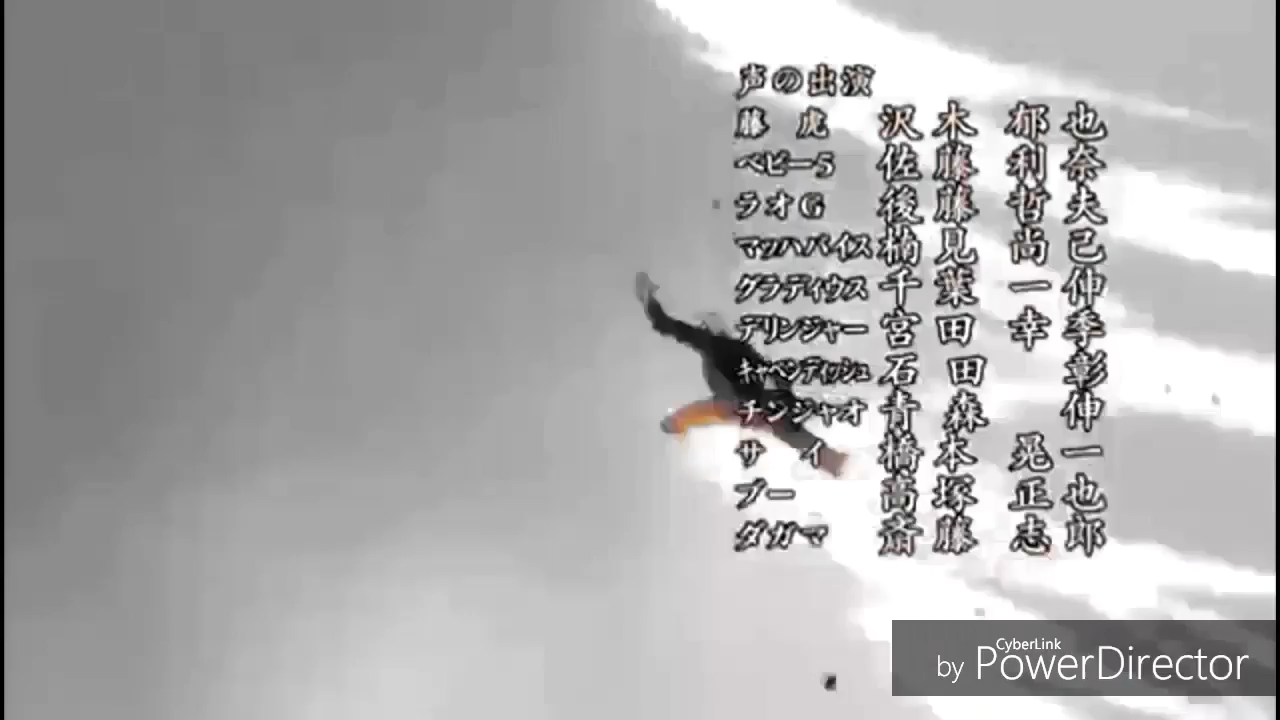 声の出演
藤 虎 沢木 郁也
ベビー5 佐藤 利奈
ラオG 後藤 哲夫
マッハバイス 楠見 尚己
グラディウス 千葉 一伸
デリンジャー 宮田 幸季
キャベンディッシュ 石田 彰
チンジャオ 青森 伸
サ イ 橋本 晃一
ブー 高塚 正也
ダガマ 斎藤 志郎
CyberLink
by PowerDirector